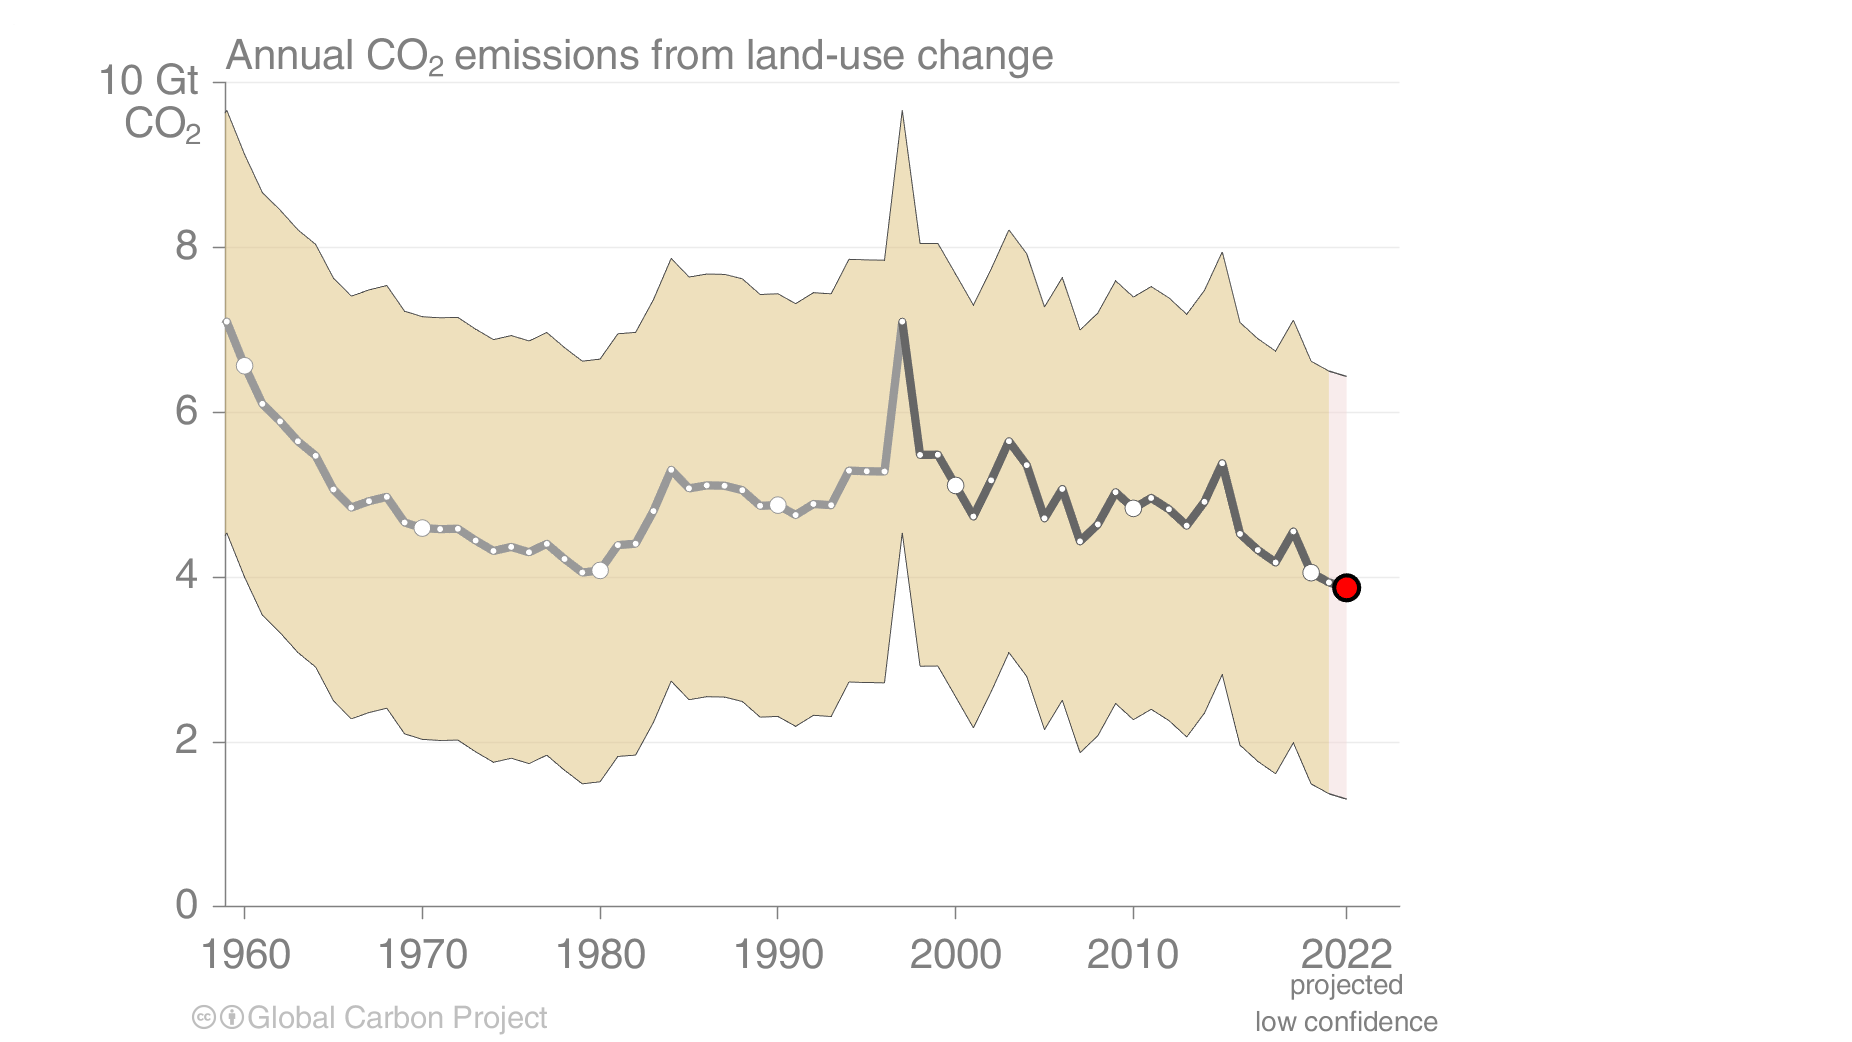 Annual CO₂ emissions from land-use change
10 Gt
CO₂
8
6
4
2
0
1960 1970 1980 1990 2000 2010 2022
projected
low confidence
cc Global Carbon Project